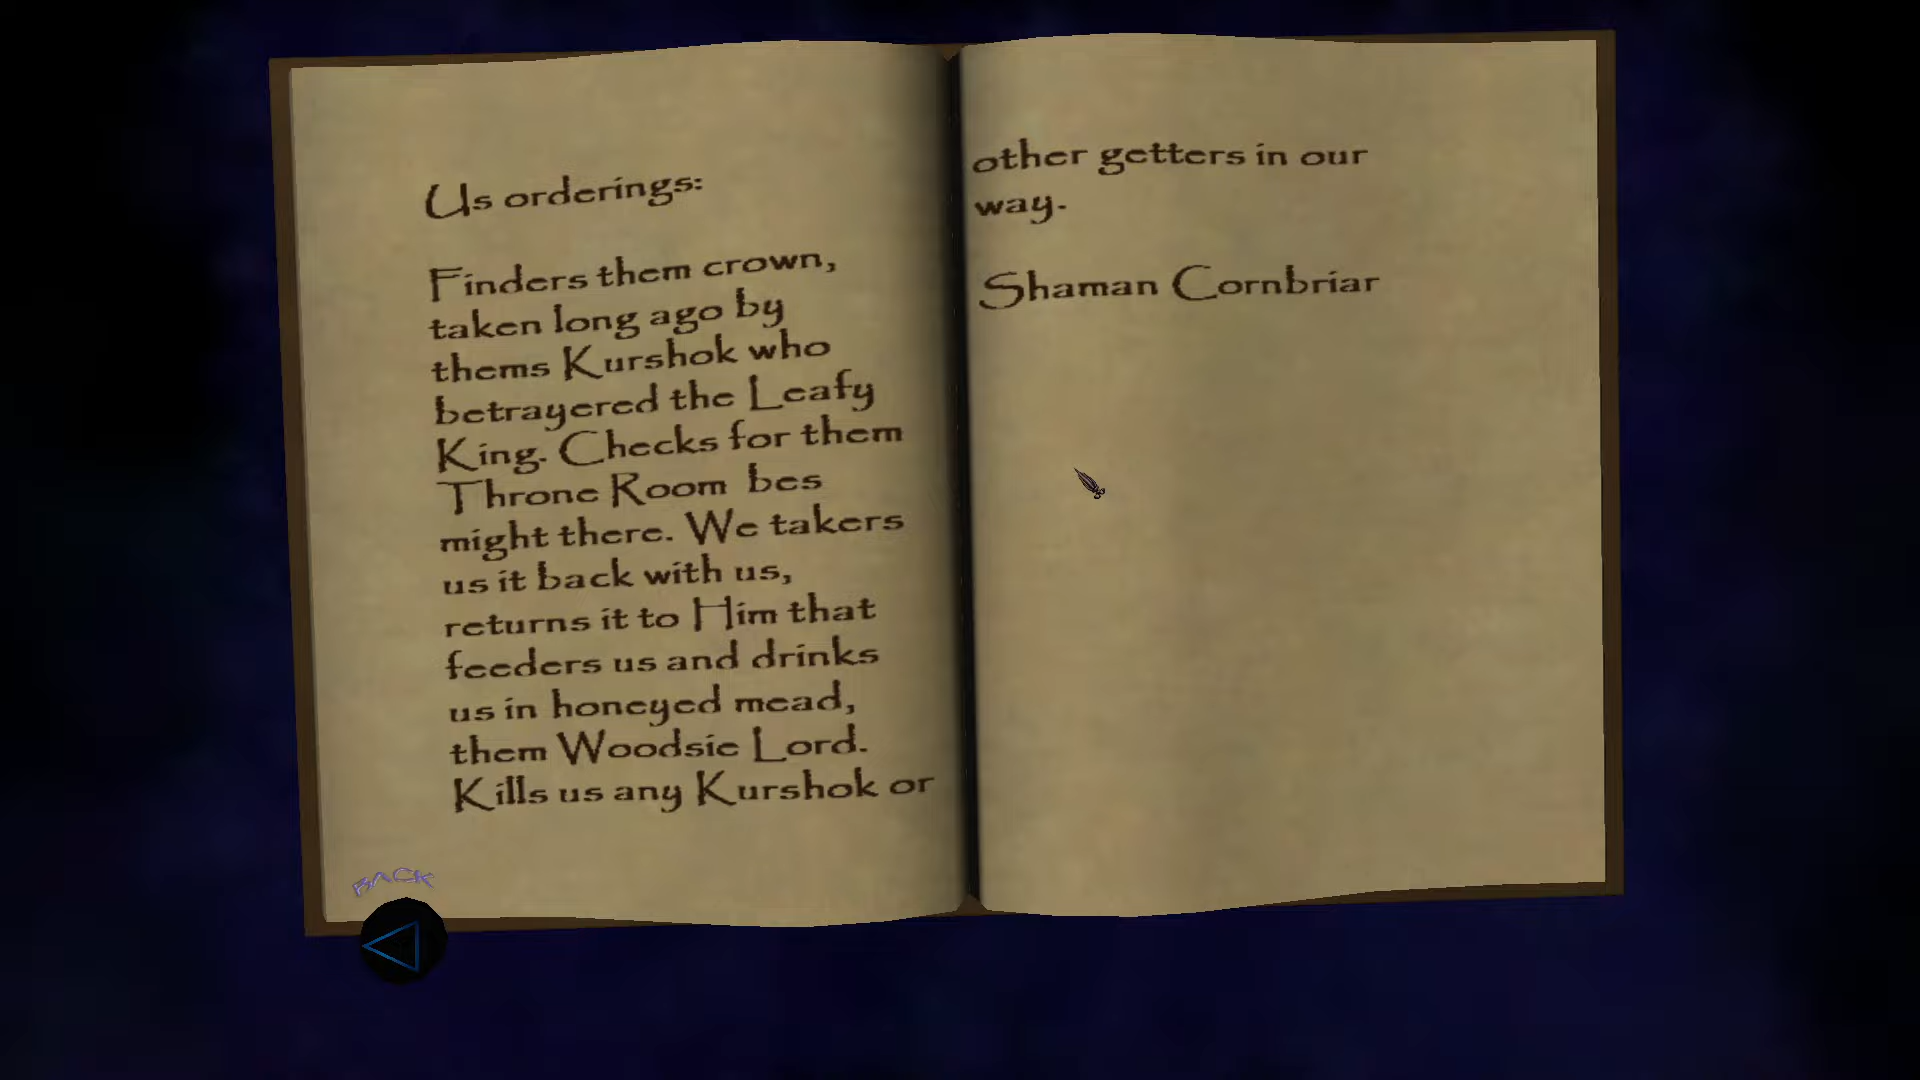 Us orderings:
Finders them crown,
taken long ago by
thems Kurshok who
betrayered the Leafy
King. Checks for them
Throne Room bes
might there. We takers
us it back with us,
returns it to Him that
feeders us and drinks
us in honeyed mead,
them Woodsie Lord.
Kills us any Kurshok or
other getters in our
way.
Shaman Cornbriar
BACK